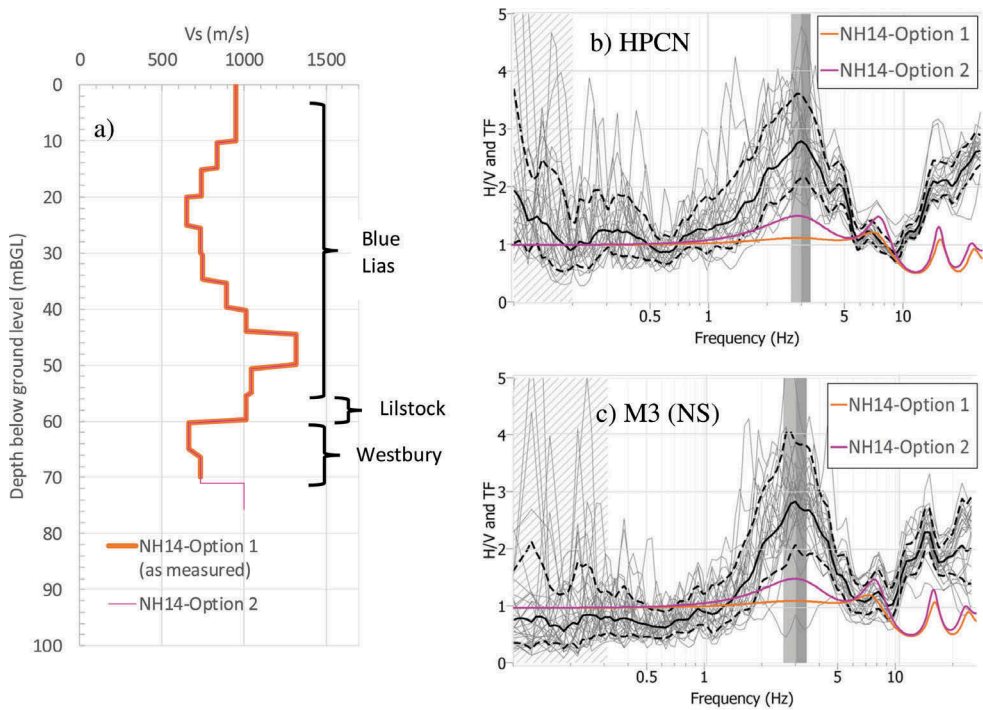 Vs (m/s)
0 500 1000 1500
a)
0
10
20
30
40
50
60
70
80
90
100
Depth below ground level (mBGL)
Blue
Lias
Lilstock
Westbury
NH14-Option 1
(as measured)
NH14-Option 2
b) HPCN
NH14-Option 1
NH14-Option 2
5
4
3
2
1
0
H/V and TF
0.5 1 5 10
Frequency (Hz)
c) M3 (NS)
NH14-Option 1
NH14-Option 2
5
4
3
2
1
0
H/V and TF
0.5 1 5 10
Frequency (Hz)